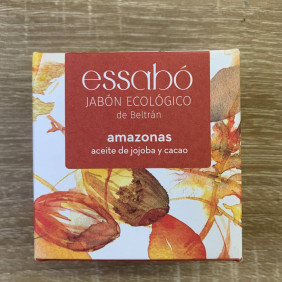 essabó
JABÓN ECOLÓGICO
de Beltrán
amazonas
aceite de jojoba y cacao